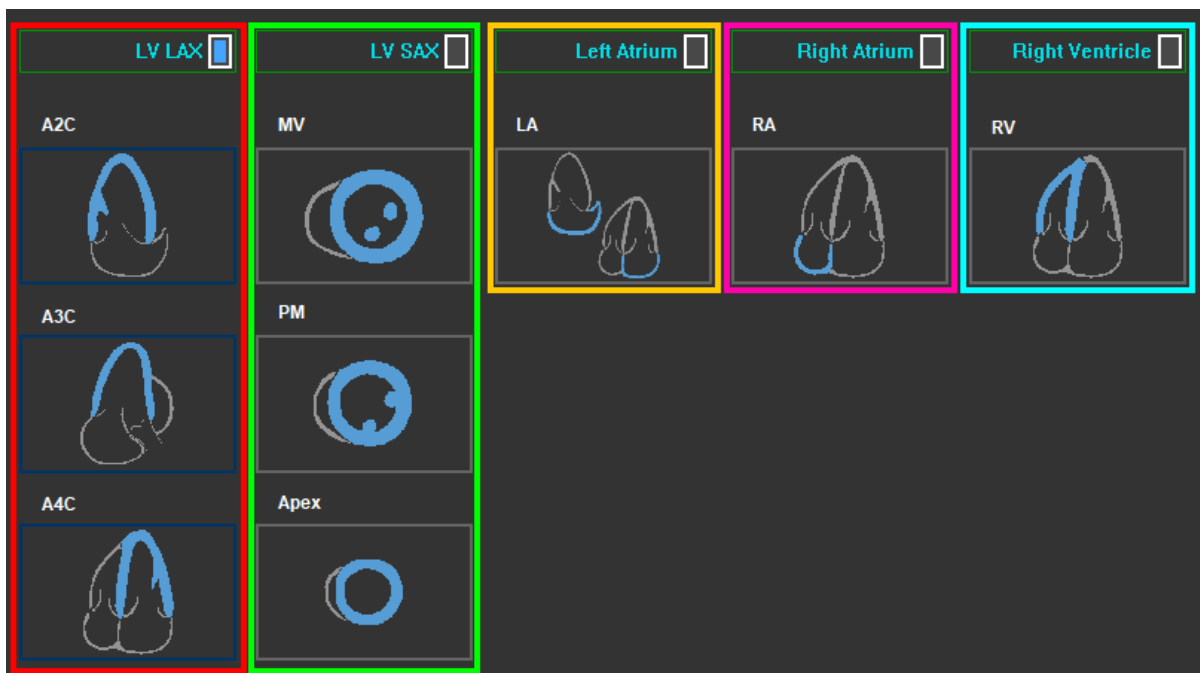 LV LAX
LV SAX
Left Atrium
Right Atrium
Right Ventricle
A2C
MV
LA
RA
RV
A3C
PM
A4C
Apex